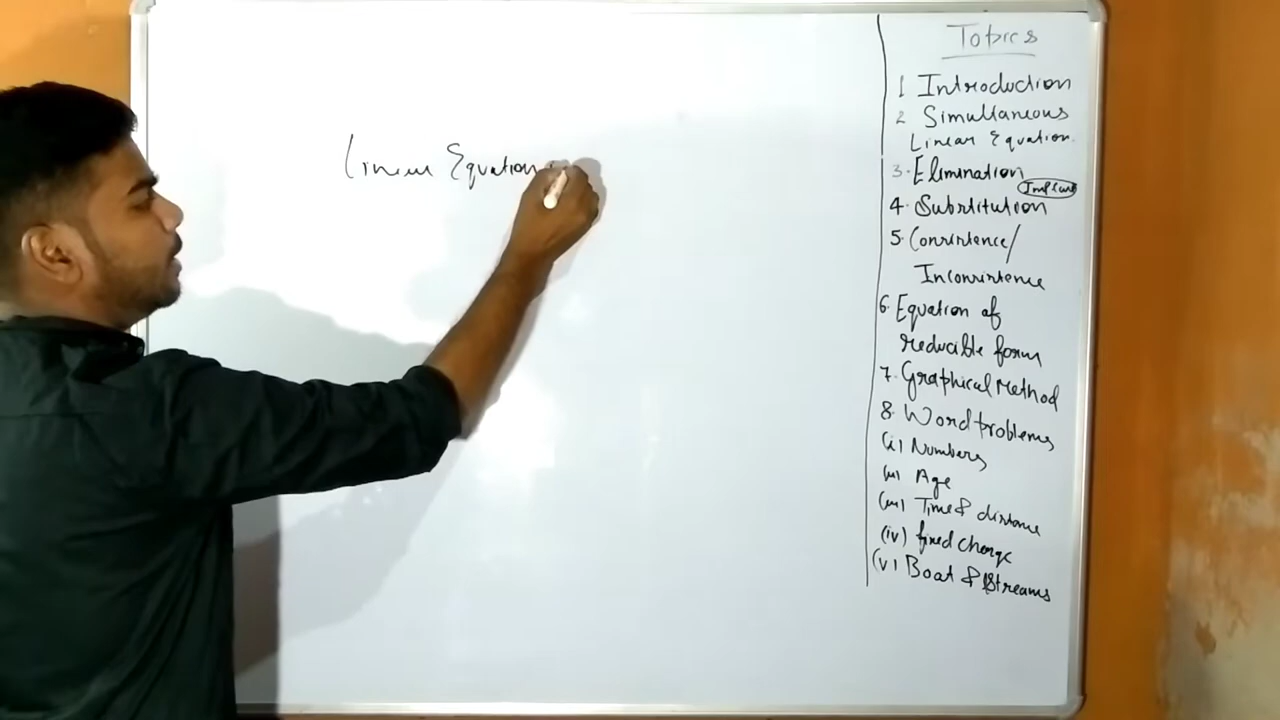 Linear Equation
Topics
1 Introduction
2 Simultaneous
Linear Equation.
3. Elimination
4. Substitution
5. Consistence/
Inconsistence
6. Equation of
reducible form
7. Graphical Method
8. Word problems
(i) Numbers
(ii) Age
(iii) Time & distance
(iv) fixed charge
(v) Boat & Streams